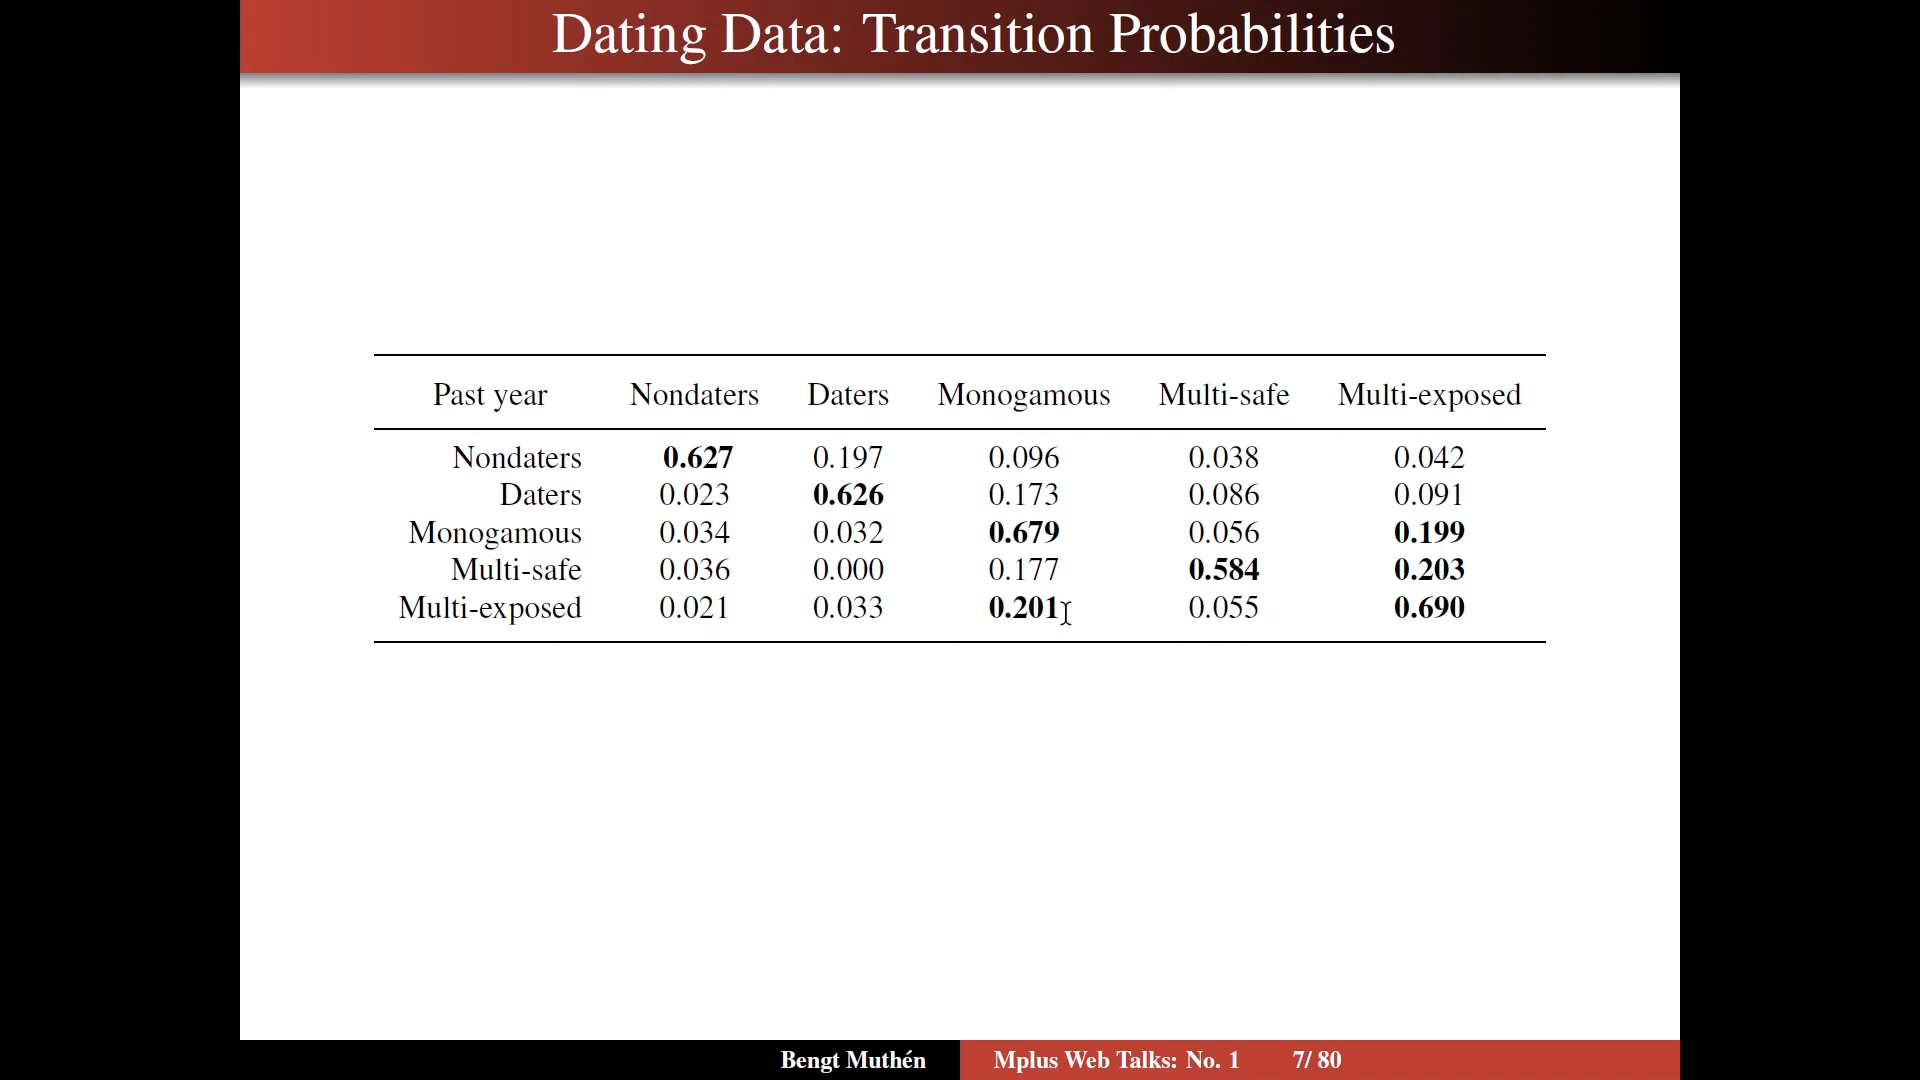 Dating Data: Transition Probabilities
Past year Nondaters Daters Monogamous Multi-safe Multi-exposed
Nondaters 0.627 0.197 0.096 0.038 0.042
Daters 0.023 0.626 0.173 0.086 0.091
Monogamous 0.034 0.032 0.679 0.056 0.199
Multi-safe 0.036 0.000 0.177 0.584 0.203
Multi-exposed 0.021 0.033 0.201 0.055 0.690
Bengt Muthén Mplus Web Talks: No. 1 7/ 80